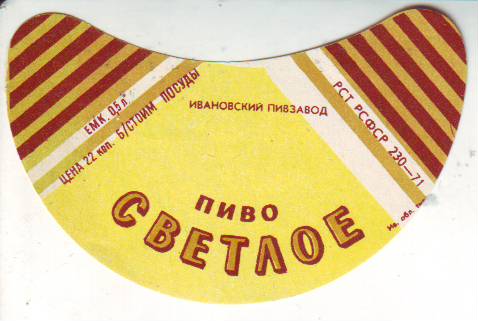 ЕМК. 0,5 л
ЦЕНА 22 коп. Б/СТОИМ ПОСУДЫ
ИВАНОВСКИЙ ПИВЗАВОД
РСТ РСФСР 230—71
ПИВО
СВЕТЛОЕ